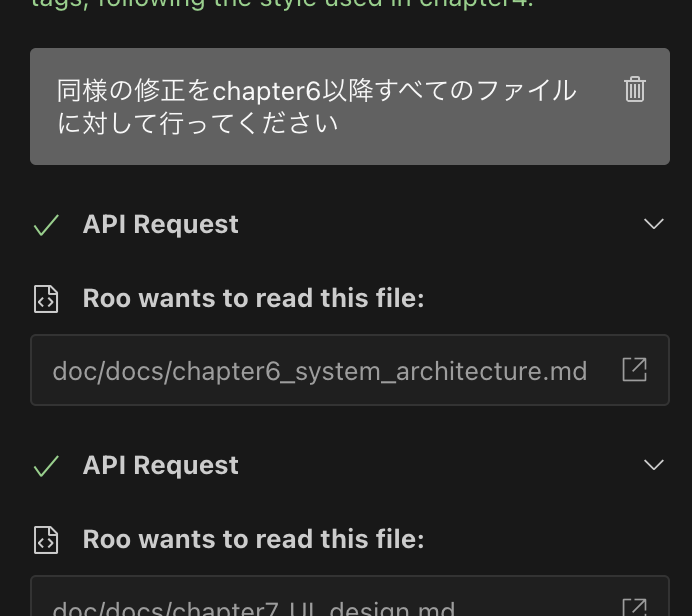 tags, following the style used in chapter4.
同様の修正をchapter6以降すべてのファイル
に対して行ってください
API Request
Roo wants to read this file:
doc/docs/chapter6_system_architecture.md
API Request
Roo wants to read this file:
doc/docs/chapter7_UI_design.md